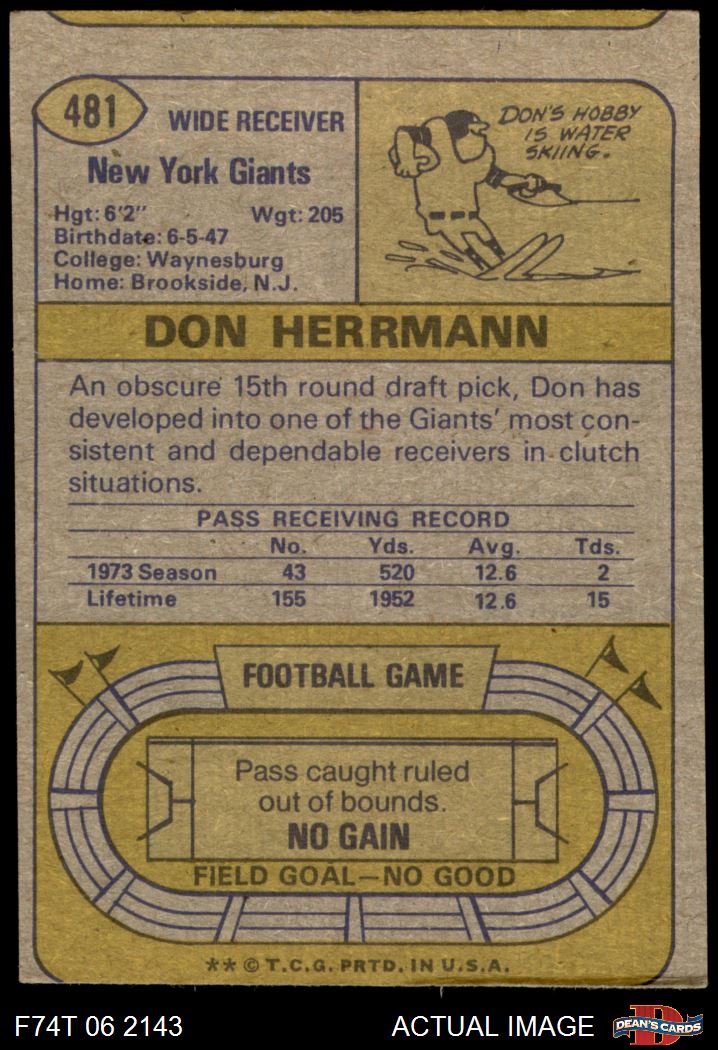 481
WIDE RECEIVER
New York Giants
Hgt: 6'2" Wgt: 205
Birthdate: 6-5-47
College: Waynesburg
Home: Brookside, N.J.
DON'S HOBBY
IS WATER
SKIING.
DON HERRMANN
An obscure 15th round draft pick, Don has
developed into one of the Giants' most con-
sistent and dependable receivers in clutch
situations.
PASS RECEIVING RECORD
No. Yds. Avg. Tds.
1973 Season 43 520 12.6 2
Lifetime 155 1952 12.6 15
FOOTBALL GAME
Pass caught ruled
out of bounds.
NO GAIN
FIELD GOAL—NO GOOD
** © T.C.G. PRTD. IN U.S.A.
F74T 06 2143 ACTUAL IMAGE
D
DEAN'S CARDS